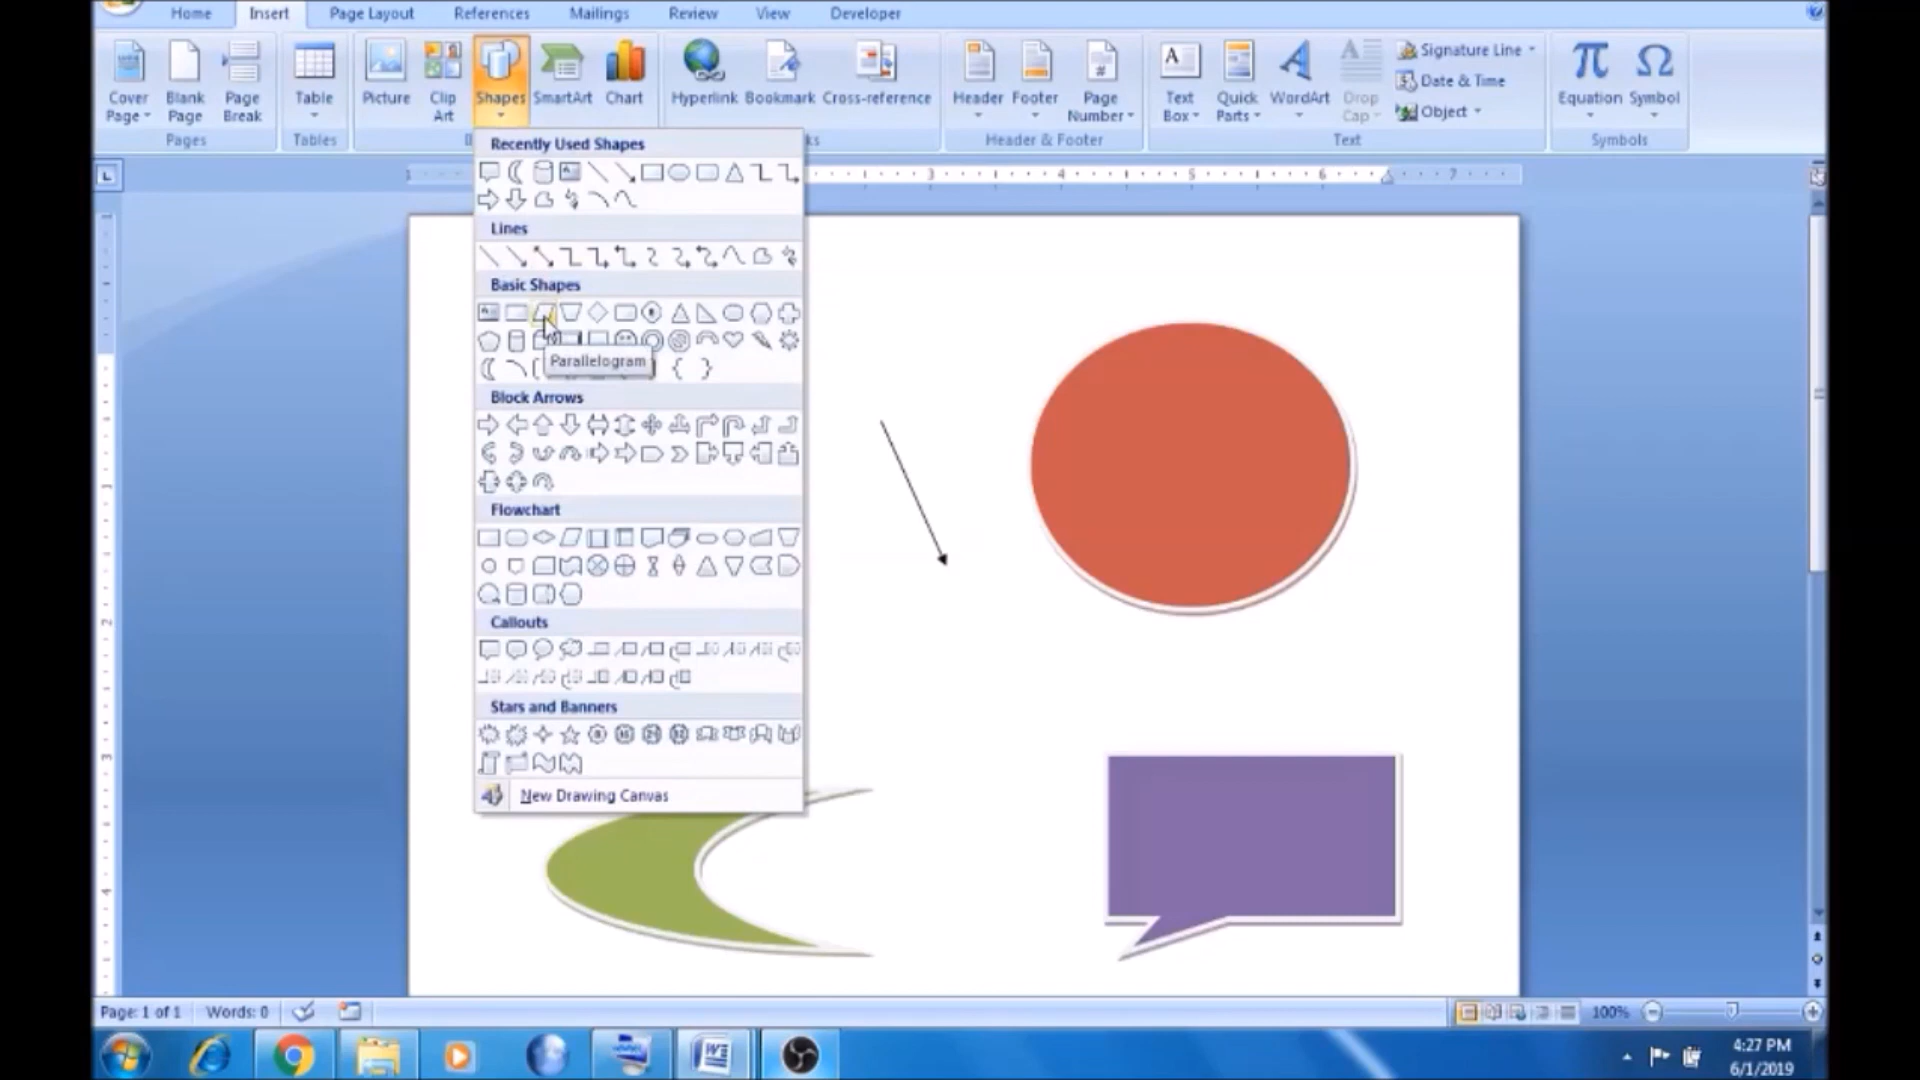 Home Insert Page Layout References Mailings Review View Developer
Cover Page Blank Page Page Break Table Picture Clip Art Shapes SmartArt Chart Hyperlink Bookmark Cross-reference Header Footer Page Number Text Box Quick Parts WordArt Drop Cap Signature Line Date & Time Object Equation Symbol
Pages Tables Header & Footer Text Symbols
Recently Used Shapes
Lines
Basic Shapes
Parallelogram
Block Arrows
Flowchart
Callouts
Stars and Banners
New Drawing Canvas
Page: 1 of 1 Words: 0 100%
4:27 PM
6/1/2019